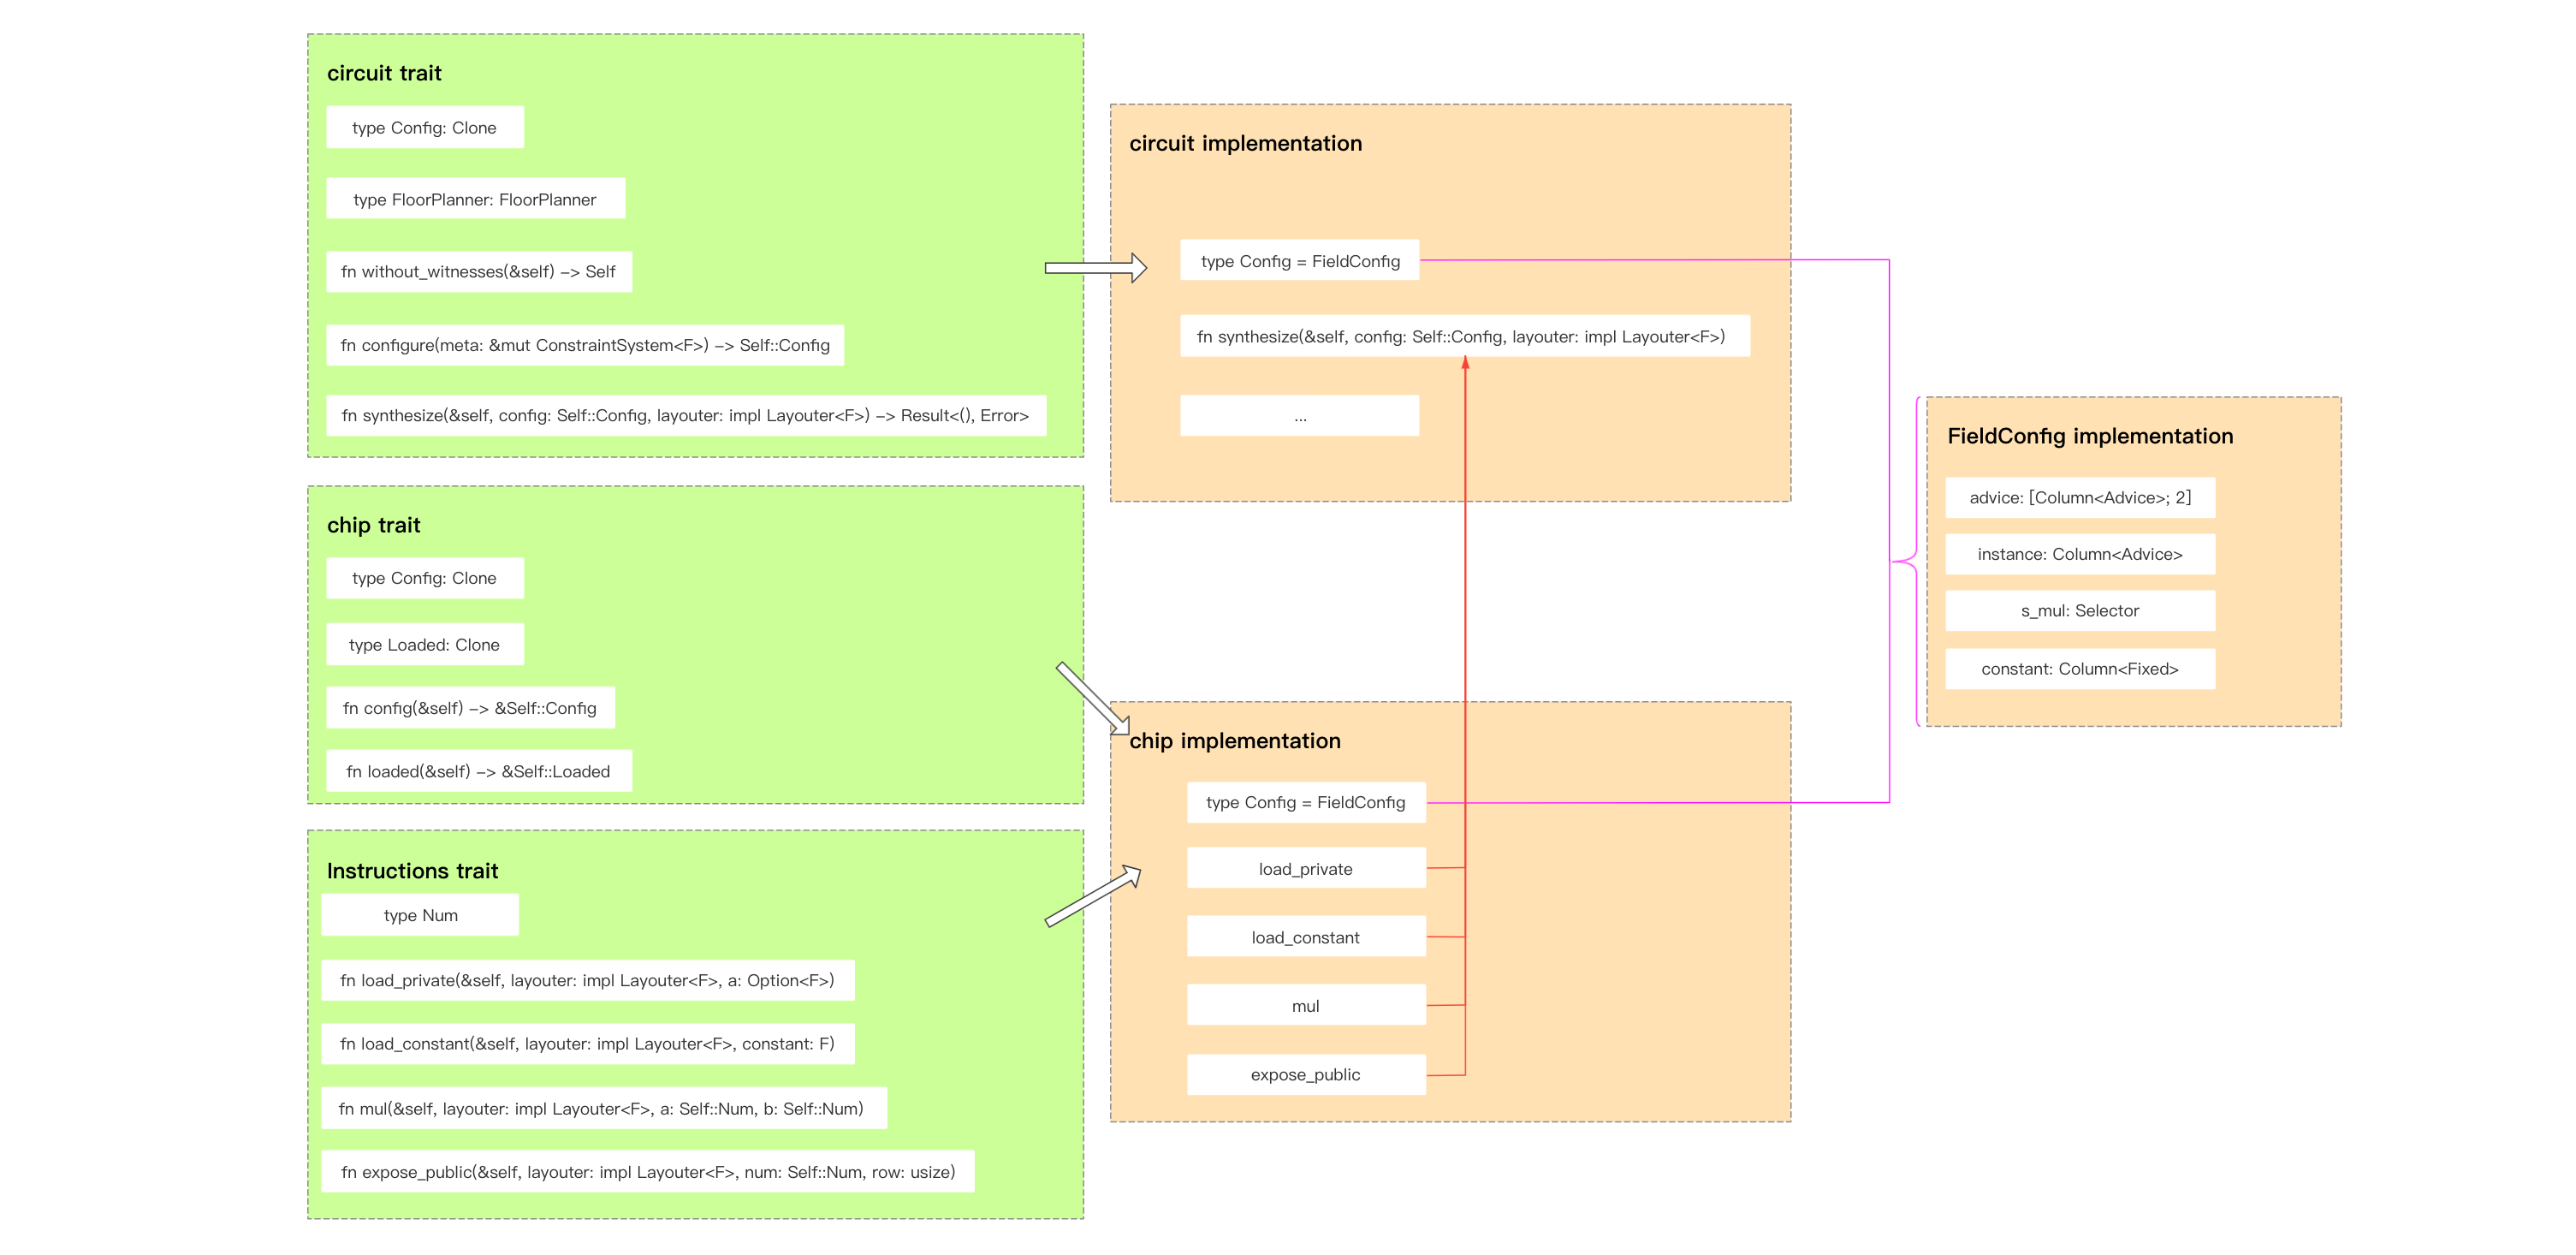 circuit trait
type Config: Clone
type FloorPlanner: FloorPlanner
fn without_witnesses(&self) –> Self
fn configure(meta: &mut ConstraintSystem<F>) –> Self::Config
fn synthesize(&self, config: Self::Config, layouter: impl Layouter<F>) –> Result<(), Error>
chip trait
type Config: Clone
type Loaded: Clone
fn config(&self) –> &Self::Config
fn loaded(&self) –> &Self::Loaded
Instructions trait
type Num
fn load_private(&self, layouter: impl Layouter<F>, a: Option<F>)
fn load_constant(&self, layouter: impl Layouter<F>, constant: F)
fn mul(&self, layouter: impl Layouter<F>, a: Self::Num, b: Self::Num)
fn expose_public(&self, layouter: impl Layouter<F>, num: Self::Num, row: usize)
circuit implementation
type Config = FieldConfig
fn synthesize(&self, config: Self::Config, layouter: impl Layouter<F>)
...
chip implementation
type Config = FieldConfig
load_private
load_constant
mul
expose_public
FieldConfig implementation
advice: [Column<Advice>; 2]
instance: Column<Advice>
s_mul: Selector
constant: Column<Fixed>